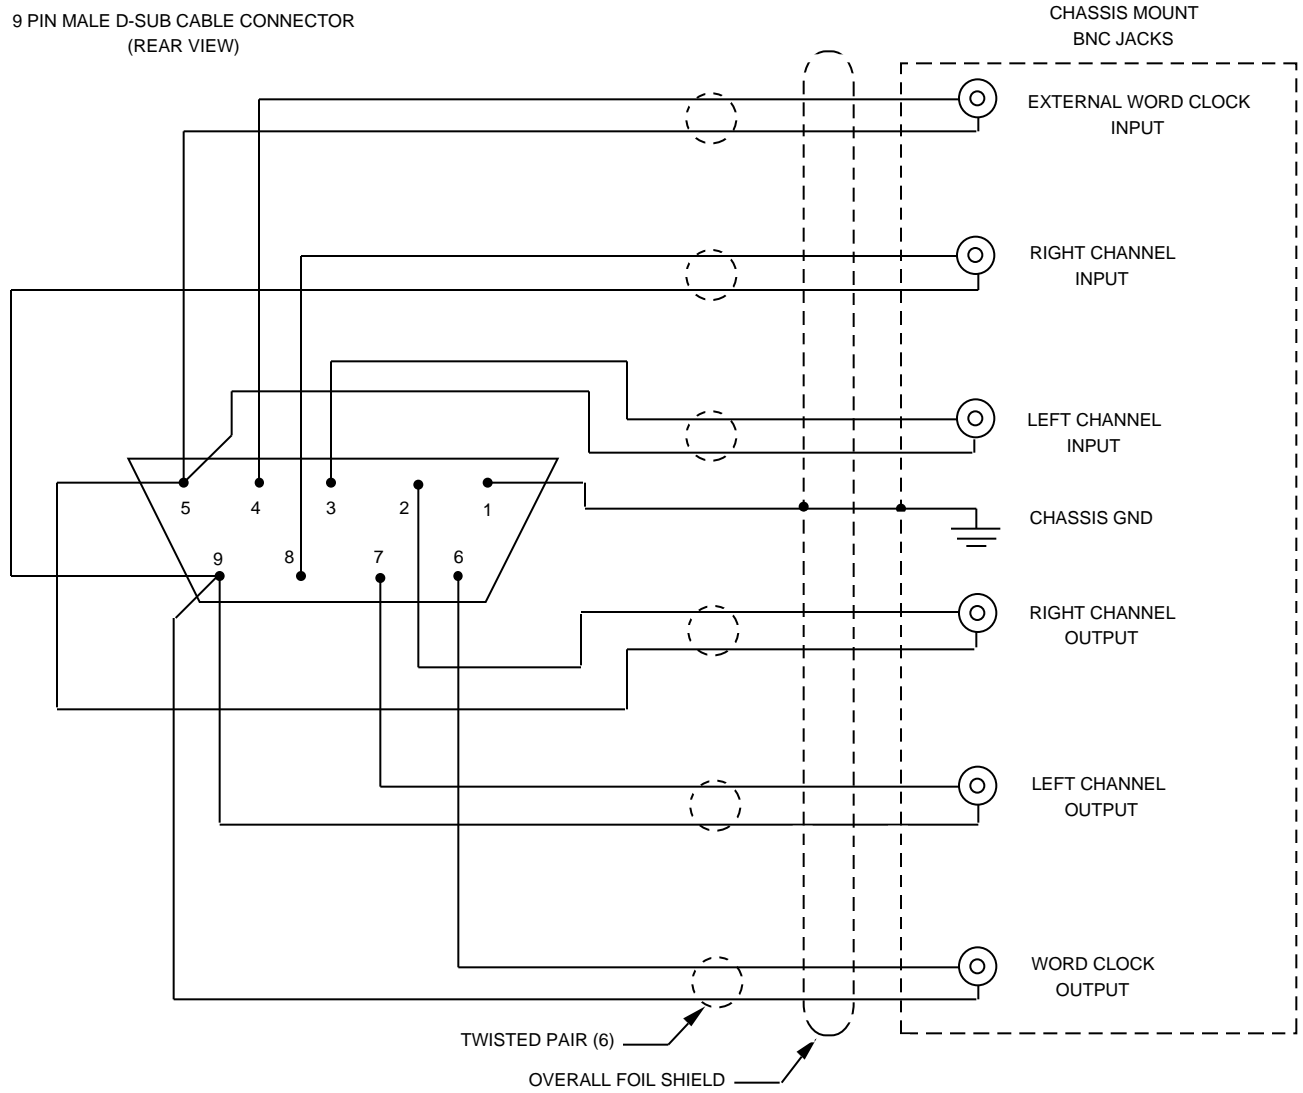 9 PIN MALE D-SUB CABLE CONNECTOR
(REAR VIEW)
CHASSIS MOUNT
BNC JACKS
EXTERNAL WORD CLOCK
INPUT
RIGHT CHANNEL
INPUT
LEFT CHANNEL
INPUT
5 4 3 2 1
CHASSIS GND
9 8 7 6
RIGHT CHANNEL
OUTPUT
LEFT CHANNEL
OUTPUT
WORD CLOCK
OUTPUT
TWISTED PAIR (6)
OVERALL FOIL SHIELD